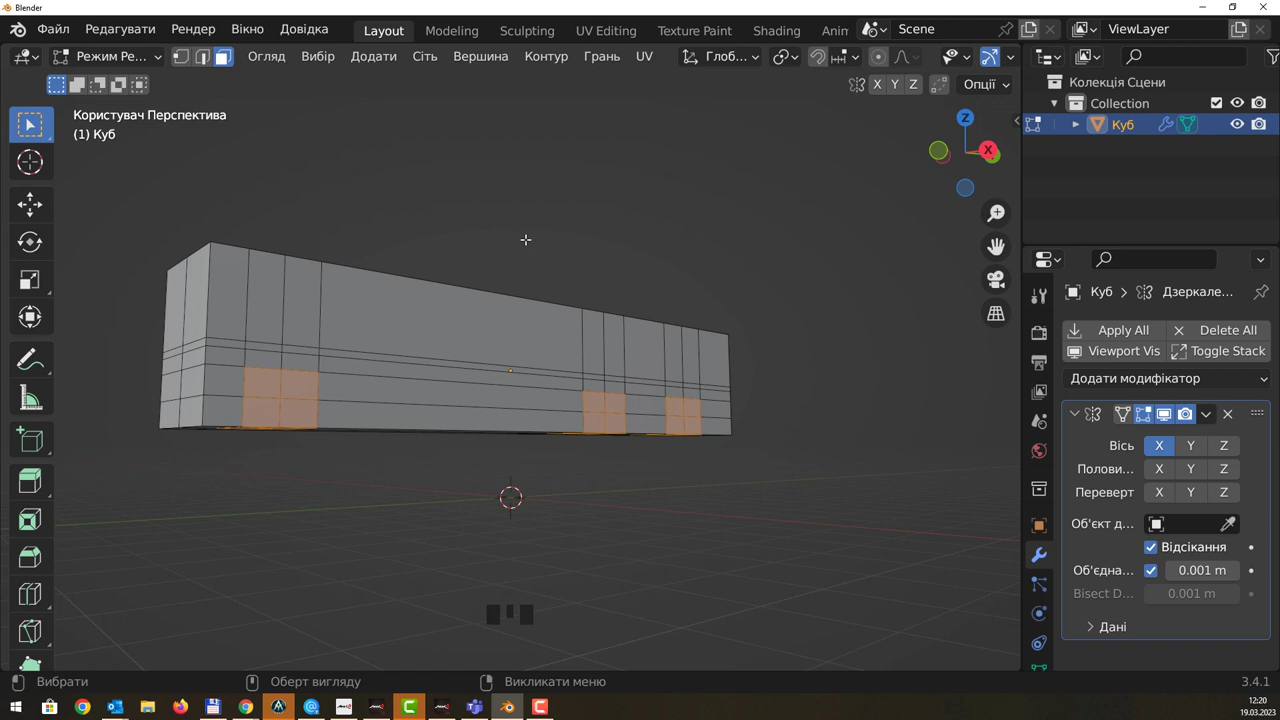 Blender
Файл Редагувати Рендер Вікно Довідка Layout Modeling Sculpting UV Editing Texture Paint Shading Anim Scene ViewLayer
Режим Ре... Огляд Вибір Додати Сіть Вершина Контур Грань UV Глоб...
X Y Z Опції
Користувач Перспектива
(1) Куб
Z
X
Колекція Сцени
Collection
Куб
Куб Дзеркале...
Apply All Delete All
Viewport Vis Toggle Stack
Додати модифікатор
Вісь X Y Z
Полови... X Y Z
Переверт X Y Z
Об'єкт д...
Відсікання
Об'єдна... 0.001 m
Bisect D... 0.001 m
Дані
Вибрати Оберт вигляду Викликати меню 3.4.1
12:20
19.03.2023